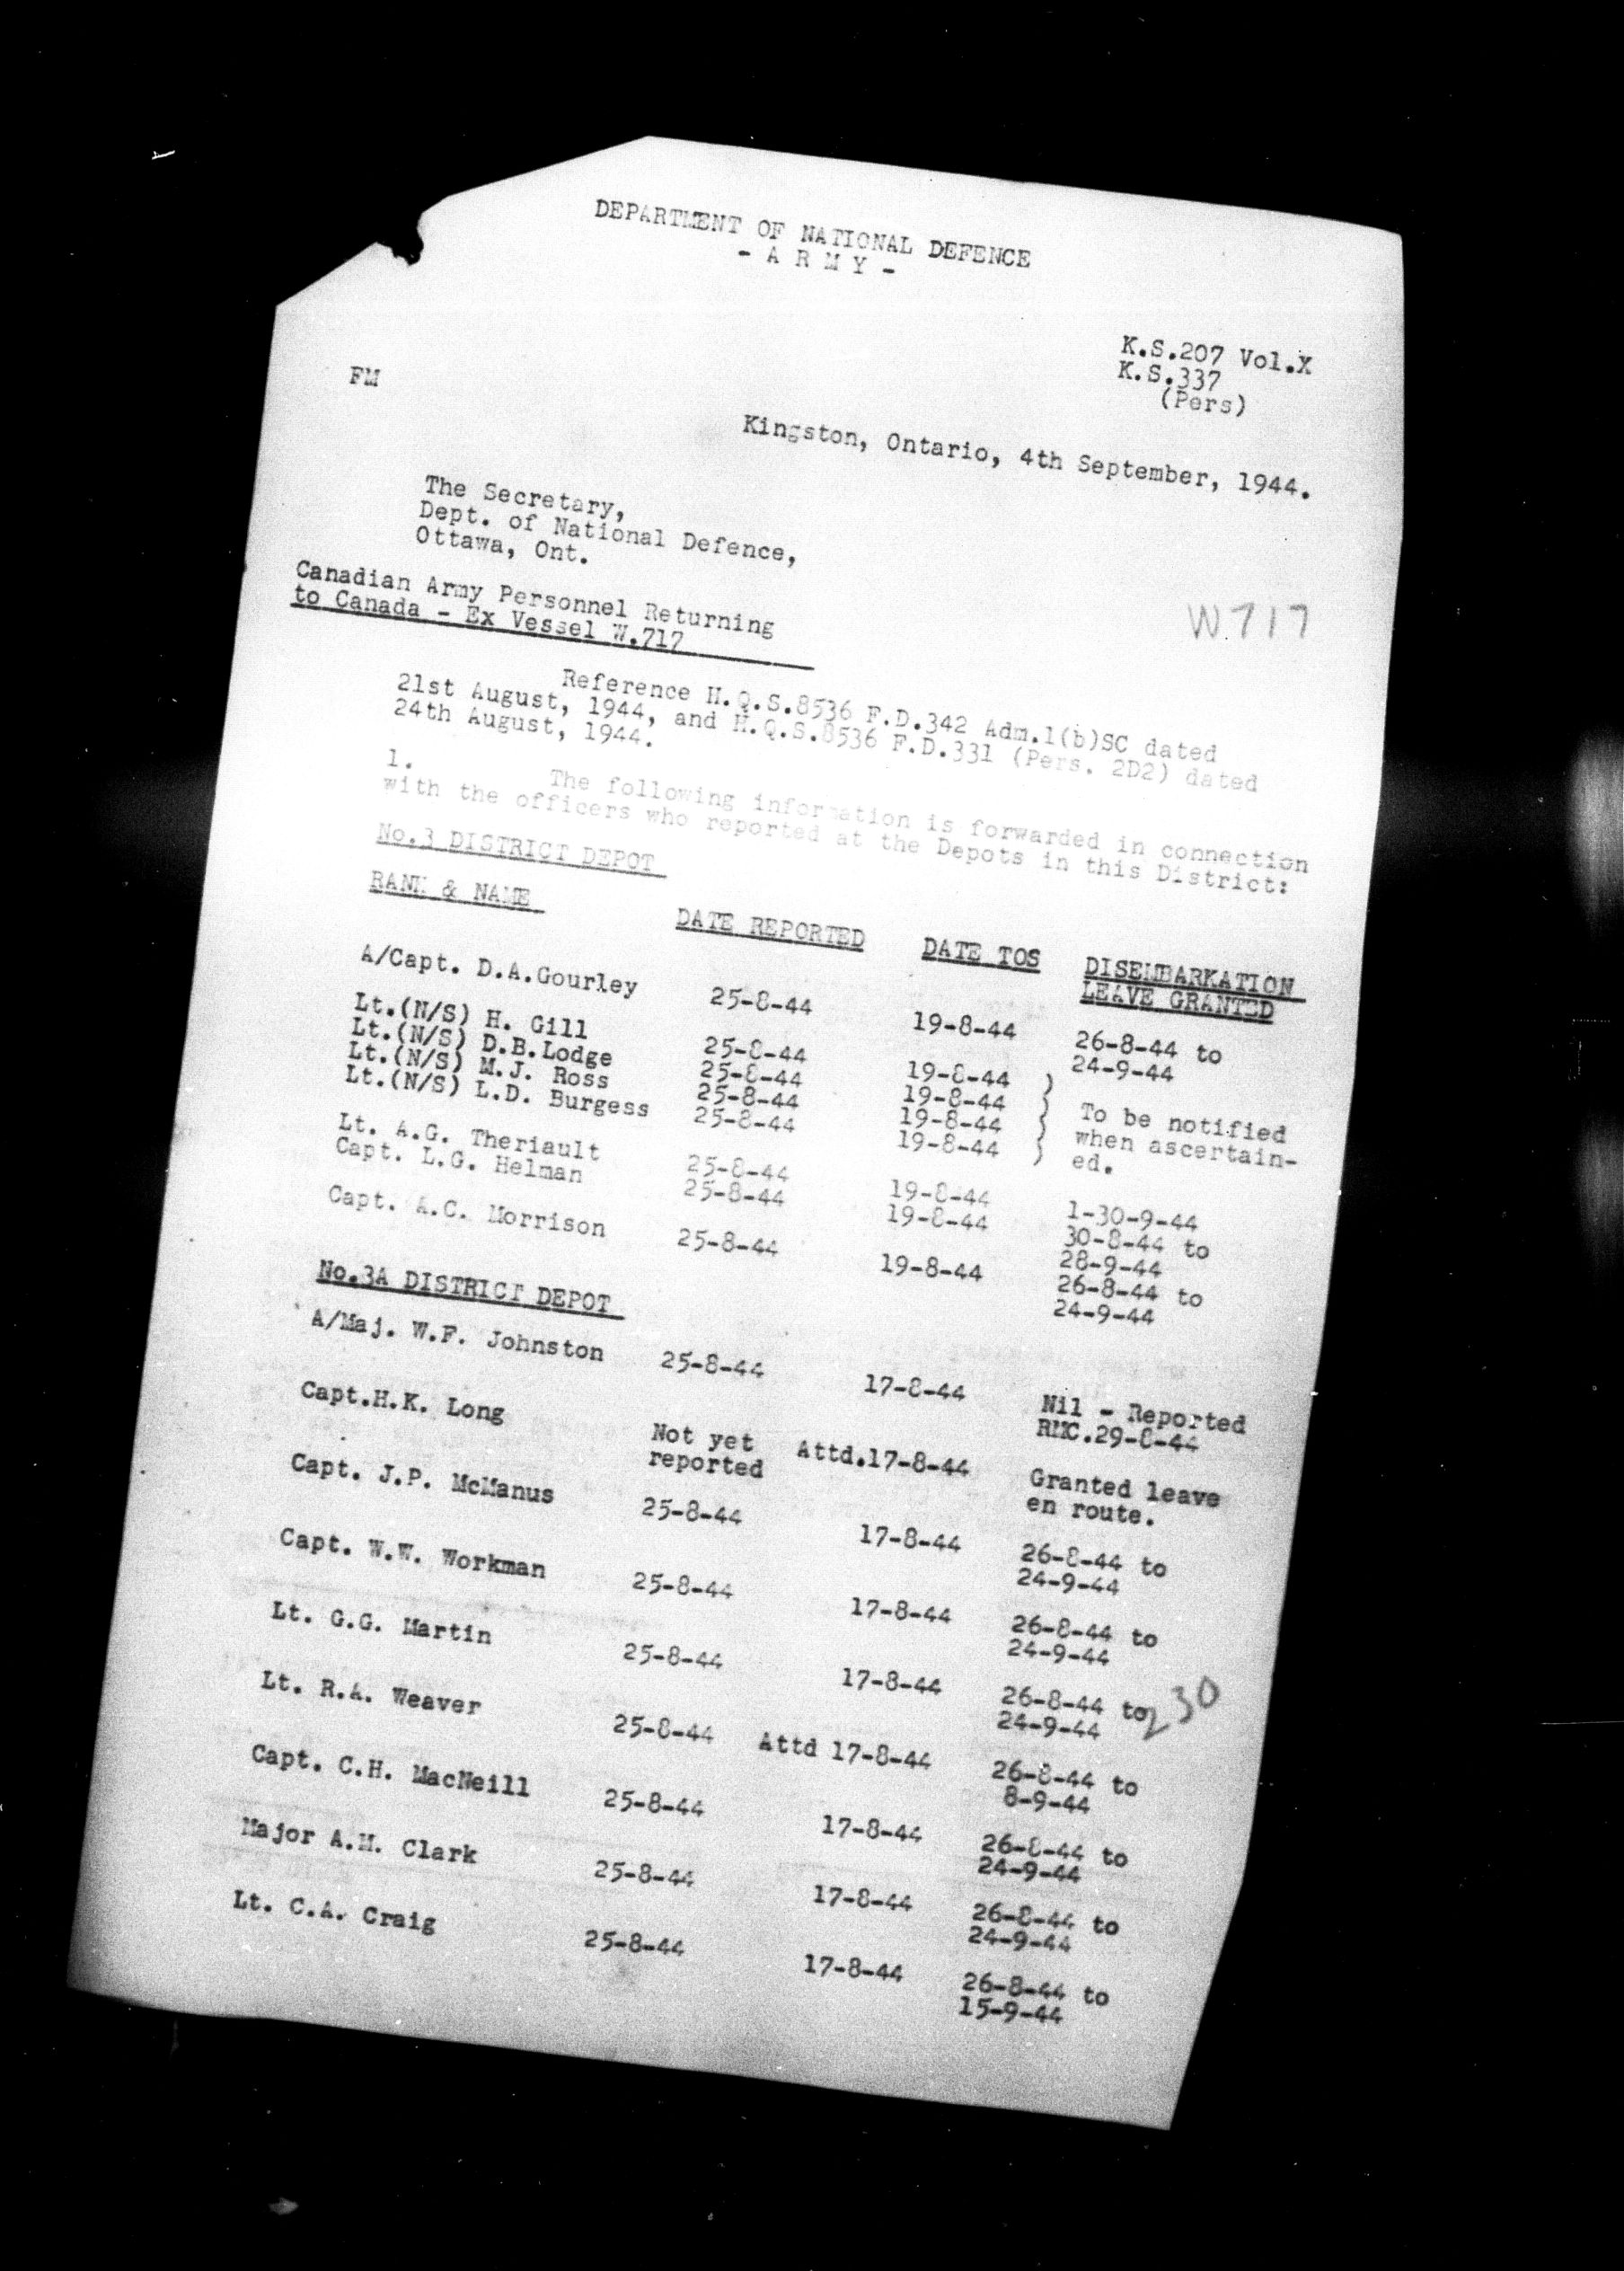 DEPARTMENT OF NATIONAL DEFENCE
- A R M Y -
K.S.207 Vol.X
K.S.337
(Pers)
FM
Kingston, Ontario, 4th September, 1944.
The Secretary,
Dept. of National Defence,
Ottawa, Ont.
Canadian Army Personnel Returning
to Canada - Ex Vessel W.717
W.717
Reference H.Q.S.8536 F.D.342 Adm.1(b)SC dated
21st August, 1944, and H.Q.S.8536 F.D.331 (Pers. 2D2) dated
24th August, 1944.
1. The following information is forwarded in connection
with the officers who reported at the Depots in this District:
No.3 DISTRICT DEPOT
RANK & NAME DATE REPORTED DATE TOS DISEMBARKATION
LEAVE GRANTED
A/Capt. D.A.Gourley 25-8-44 19-8-44 26-8-44 to
24-9-44
Lt.(N/S) H. Gill 25-8-44 19-8-44 )
Lt.(N/S) D.B.Lodge 25-8-44 19-8-44 ) To be notified
Lt.(N/S) M.J. Ross 25-8-44 19-8-44 ) when ascertain-
Lt.(N/S) L.D. Burgess 25-8-44 19-8-44 ) ed.
Lt. A.G. Theriault 25-8-44 19-8-44 1-30-9-44
Capt. L.G. Helman 25-8-44 19-8-44 30-8-44 to
28-9-44
Capt. A.C. Morrison 25-8-44 19-8-44 26-8-44 to
24-9-44
No.3A DISTRICT DEPOT
A/Maj. W.F. Johnston 25-8-44 17-8-44 Nil - Reported
RMC.29-8-44
Capt.H.K. Long Not yet Attd.17-8-44 Granted leave
reported en route.
Capt. J.P. McManus 25-8-44 17-8-44 26-8-44 to
24-9-44
Capt. W.W. Workman 25-8-44 17-8-44 26-8-44 to
24-9-44
Lt. G.G. Martin 25-8-44 17-8-44 26-8-44 to 230
24-9-44
Lt. R.A. Weaver 25-8-44 Attd 17-8-44 26-8-44 to
8-9-44
Capt. C.H. MacNeill 25-8-44 17-8-44 26-8-44 to
24-9-44
Major A.M. Clark 25-8-44 17-8-44 26-8-44 to
24-9-44
Lt. C.A. Craig 25-8-44 17-8-44 26-8-44 to
15-9-44